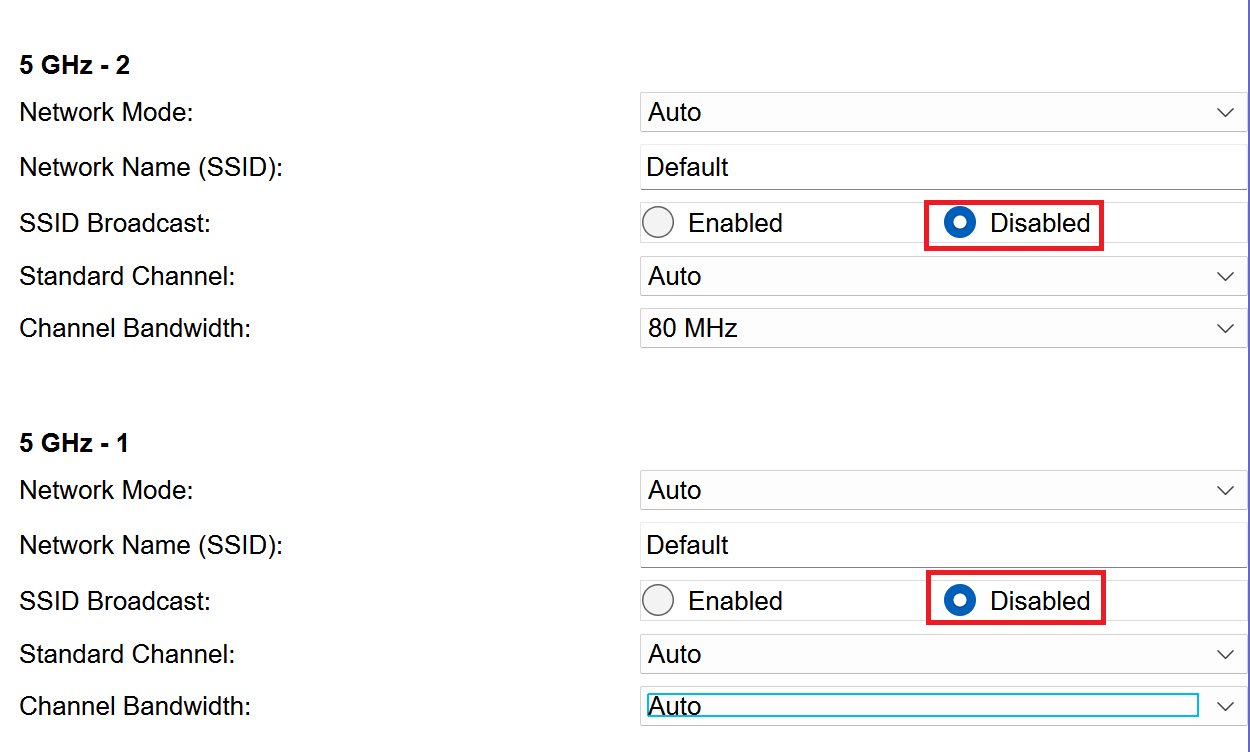 5 GHz - 2
Network Mode: Auto
Network Name (SSID): Default
SSID Broadcast: Enabled Disabled
Standard Channel: Auto
Channel Bandwidth: 80 MHz
5 GHz - 1
Network Mode: Auto
Network Name (SSID): Default
SSID Broadcast: Enabled Disabled
Standard Channel: Auto
Channel Bandwidth: Auto